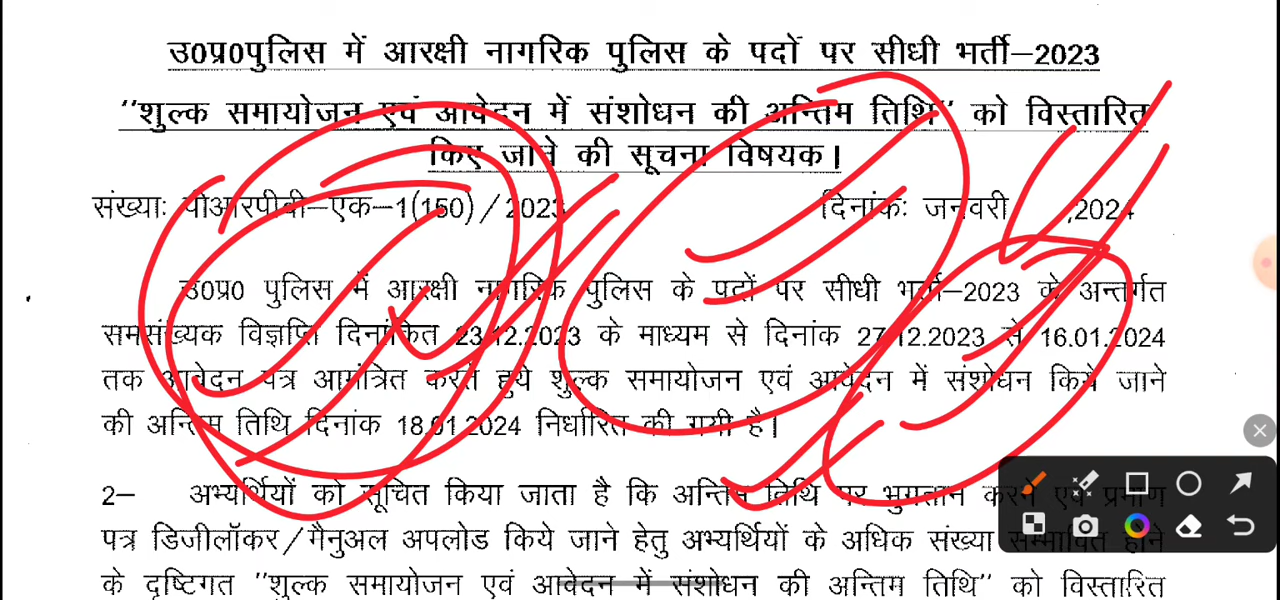 उ0प्र0पुलिस में आरक्षी नागरिक पुलिस के पदों पर सीधी भर्ती–2023
"शुल्क समायोजन एवं आवेदन में संशोधन की अन्तिम तिथि" को विस्तारित
किए जाने की सूचना विषयक।
संख्याः पीआरपीबी–एक–1(150)/2023 दिनांकः जनवरी ,2024
उ0प्र0 पुलिस में आरक्षी नागरिक पुलिस के पदों पर सीधी भर्ती–2023 के अन्तर्गत
समसंख्यक विज्ञप्ति दिनांकित 23.12.2023 के माध्यम से दिनांक 27.12.2023 से 16.01.2024
तक आवेदन पत्र आमंत्रित करते हुये शुल्क समायोजन एवं आवेदन में संशोधन किये जाने
की अन्तिम तिथि दिनांक 18.01.2024 निर्धारित की गयी है।
2– अभ्यर्थियों को सूचित किया जाता है कि अन्तिम तिथि पर भुगतान करने एवं प्रमाण
पत्र डिजीलॉकर/मैनुअल अपलोड किये जाने हेतु अभ्यर्थियों के अधिक संख्या सम्भावित होने
के दृष्टिगत "शुल्क समायोजन एवं आवेदन में संशोधन की अन्तिम तिथि" को विस्तारित